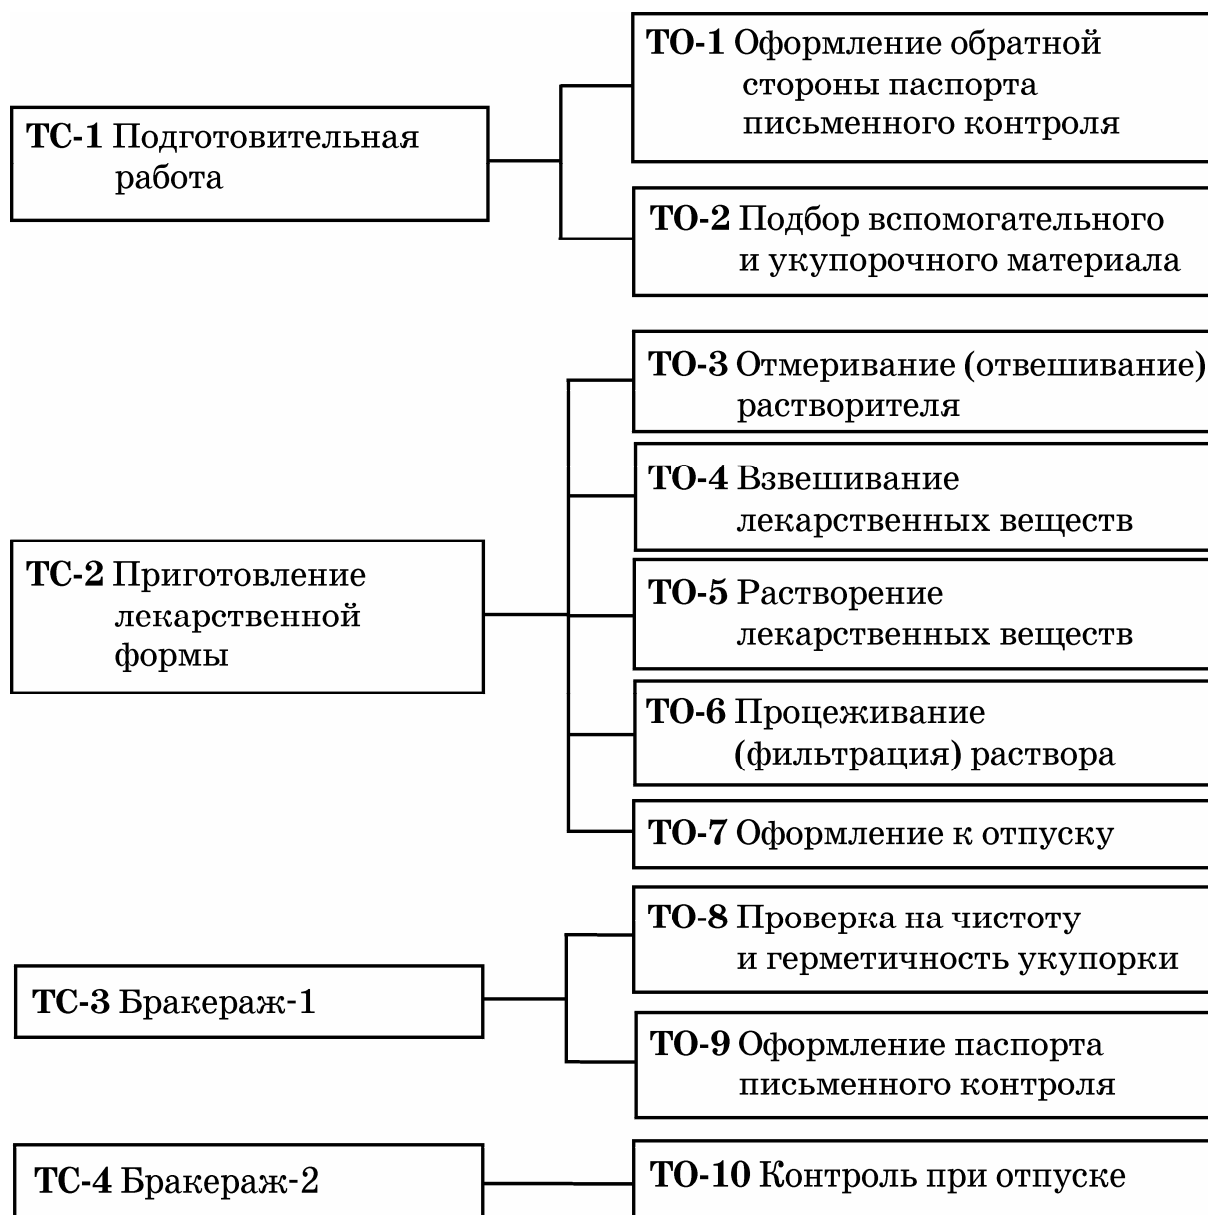 ТС-1 Подготовительная
работа
ТО-1 Оформление обратной
стороны паспорта
письменного контроля
ТО-2 Подбор вспомогательного
и укупорочного материала
ТС-2 Приготовление
лекарственной
формы
ТО-3 Отмеривание (отвешивание)
растворителя
ТО-4 Взвешивание
лекарственных веществ
ТО-5 Растворение
лекарственных веществ
ТО-6 Процеживание
(фильтрация) раствора
ТО-7 Оформление к отпуску
ТС-3 Бракераж-1
ТО-8 Проверка на чистоту
и герметичность укупорки
ТО-9 Оформление паспорта
письменного контроля
ТС-4 Бракераж-2
ТО-10 Контроль при отпуске